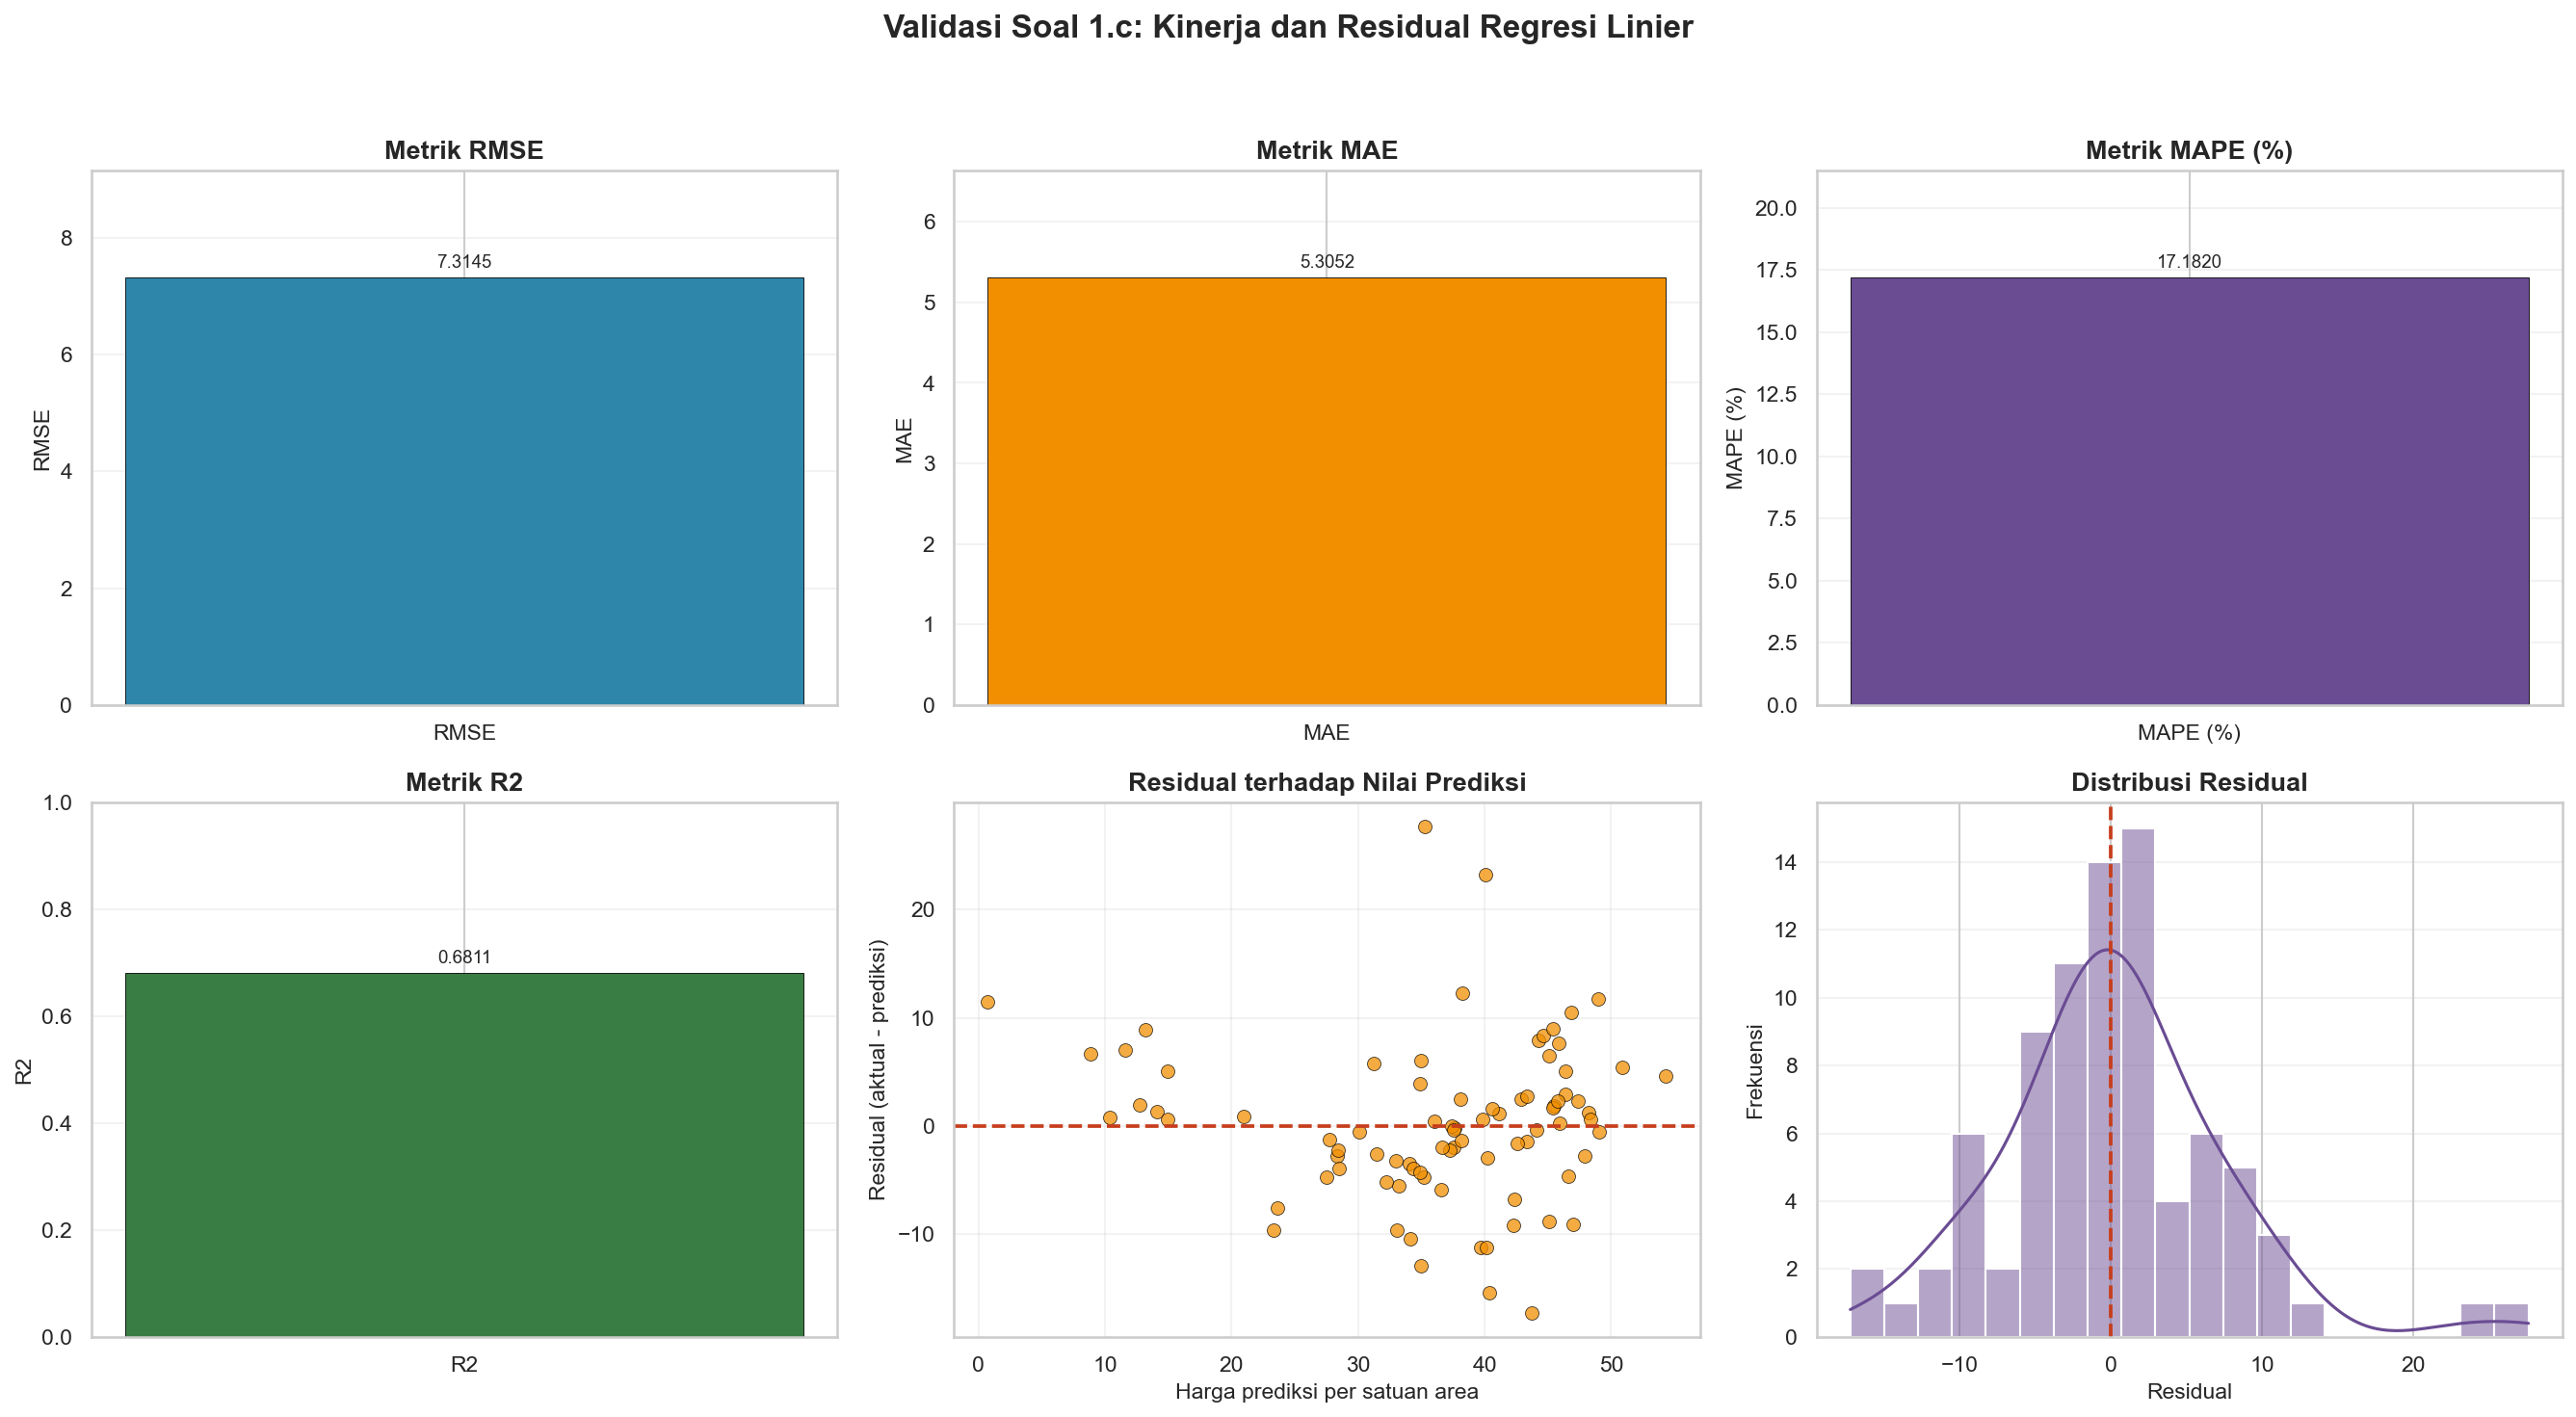 Validasi Soal 1.c: Kinerja dan Residual Regresi Linier
Metrik RMSE
8
6
4
2
0
RMSE
7.3145
RMSE
Metrik MAE
6
5
4
3
2
1
0
MAE
5.3052
MAE
Metrik MAPE (%)
20.0
17.5
15.0
12.5
10.0
7.5
5.0
2.5
0.0
MAPE (%)
17.1820
MAPE (%)
Metrik R2
1.0
0.8
0.6
0.4
0.2
0.0
R2
0.6811
R2
Residual terhadap Nilai Prediksi
20
10
0
−10
Residual (aktual - prediksi)
0 10 20 30 40 50
Harga prediksi per satuan area
Distribusi Residual
14
12
10
8
6
4
2
0
Frekuensi
−10 0 10 20
Residual